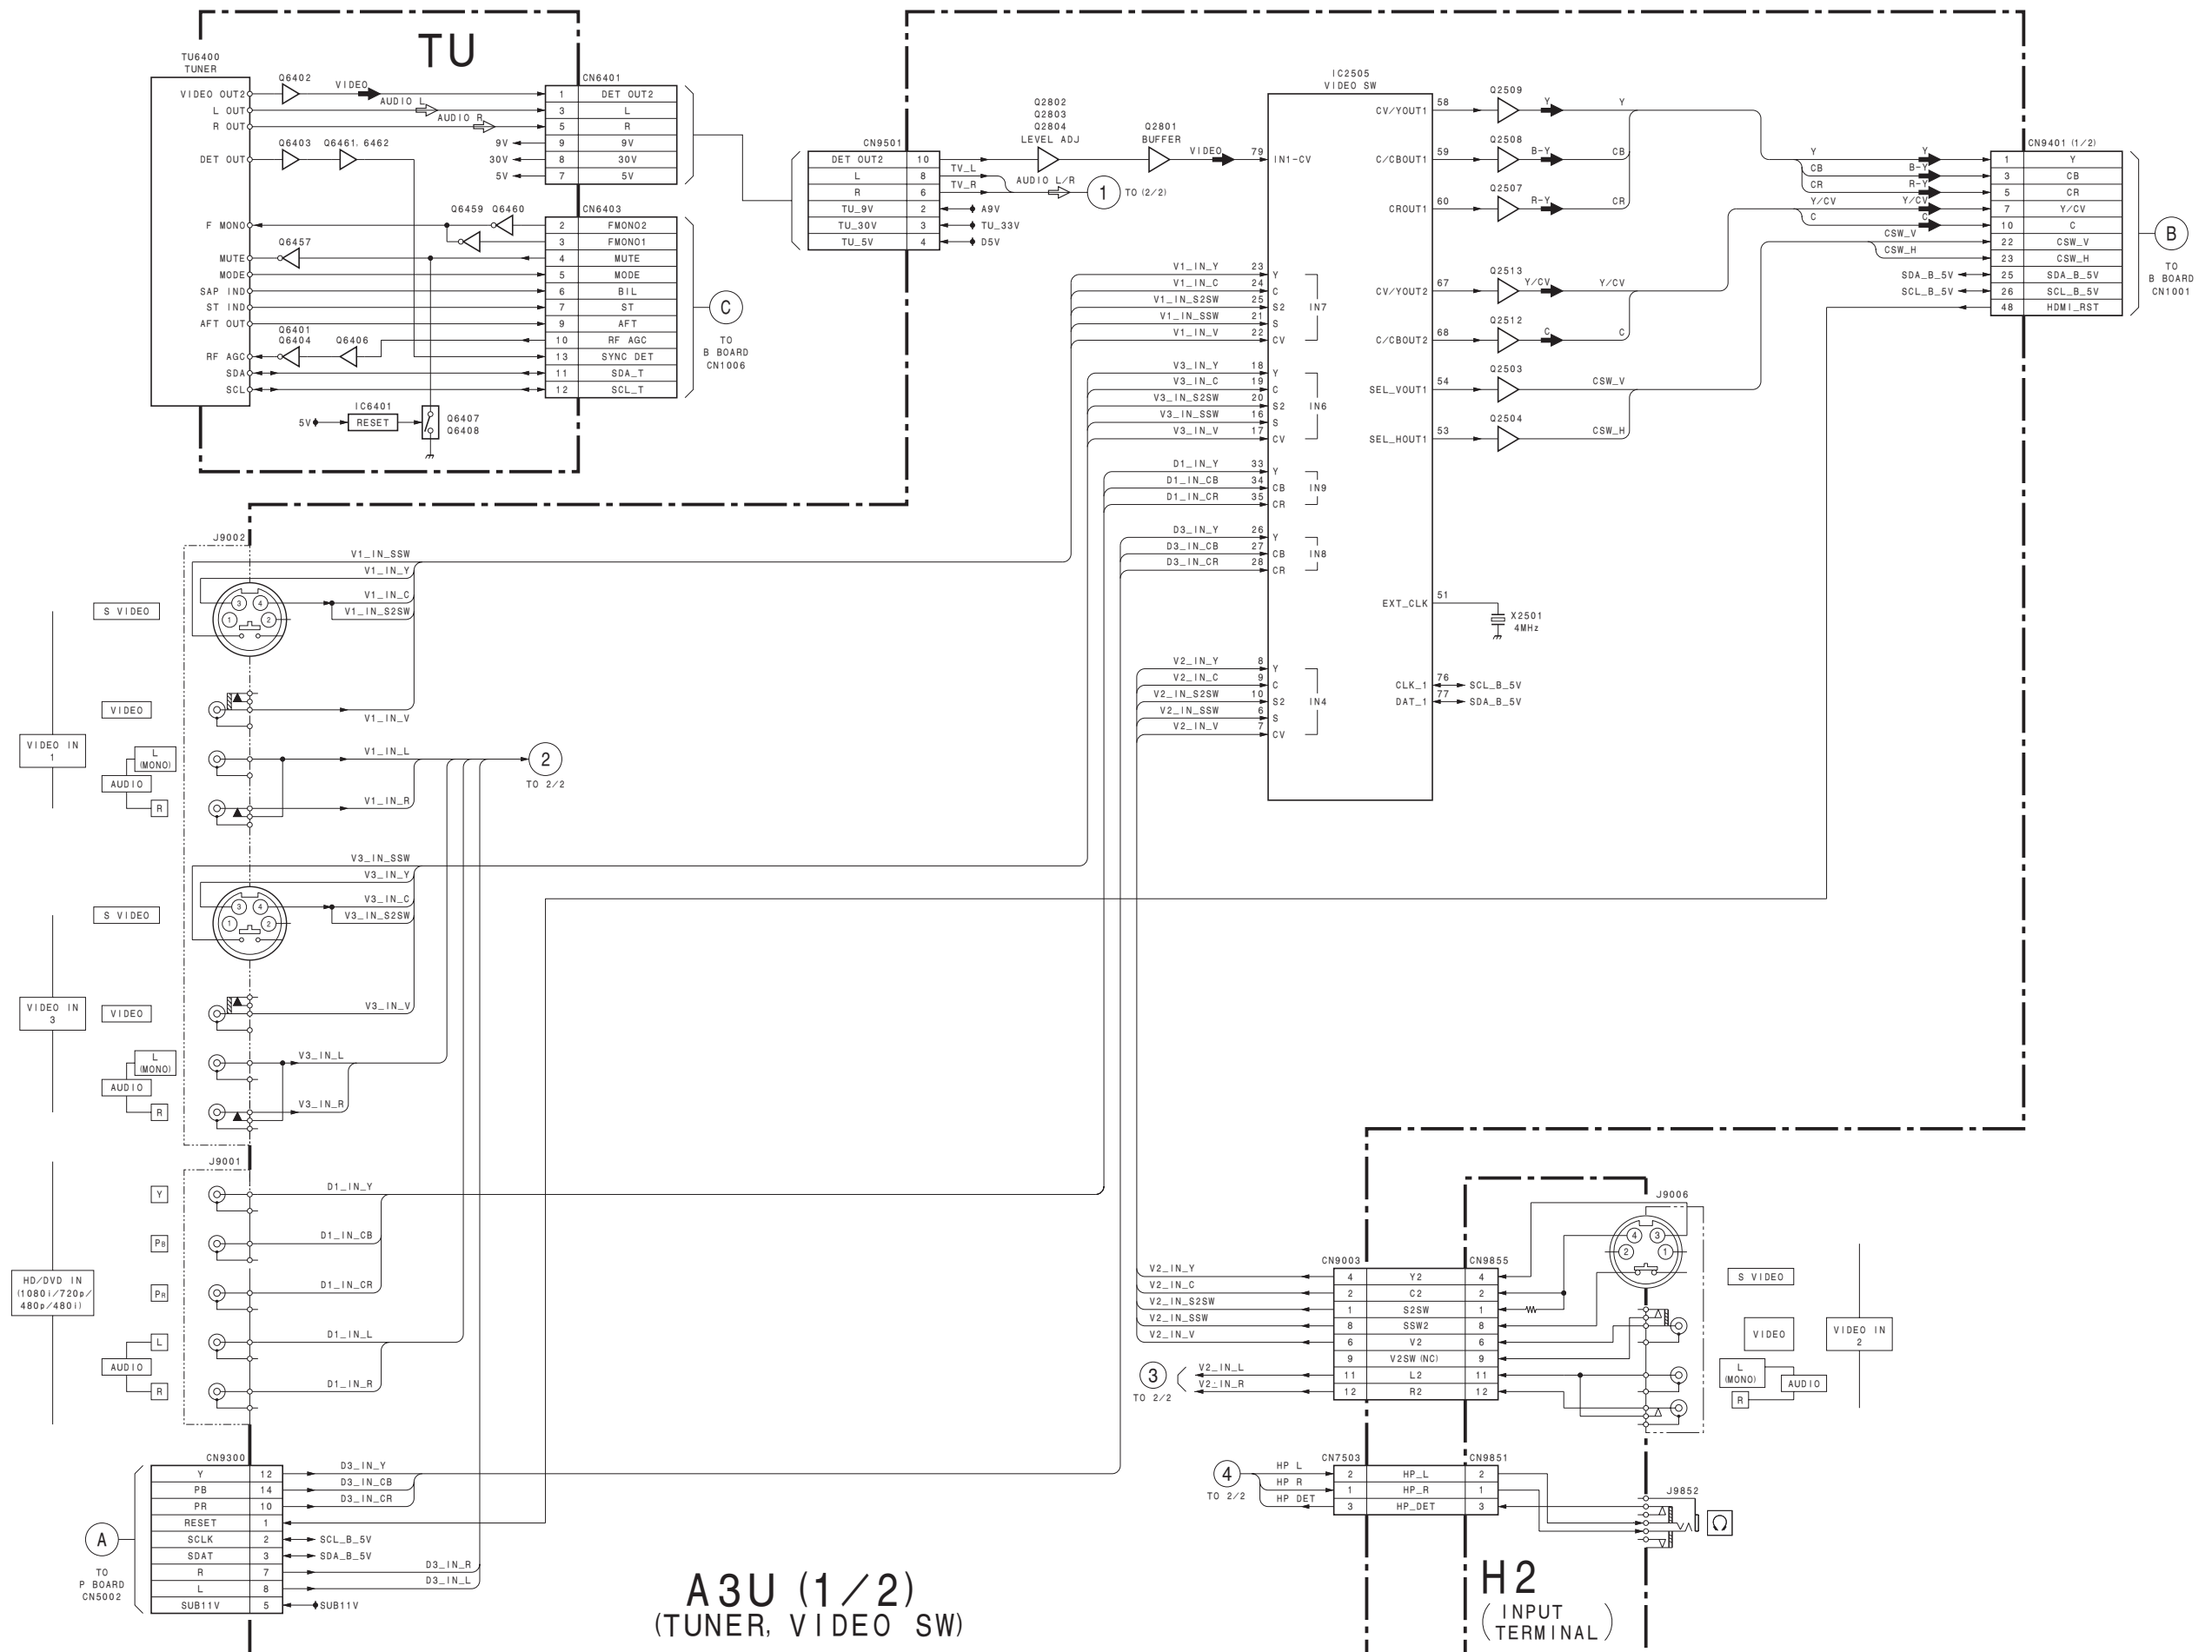 TU
TU6400
TUNER
VIDEO OUT2
L OUT
R OUT
DET OUT
F MONO
MUTE
MODE
SAP IND
ST IND
AFT OUT
RF AGC
SDA
SCL
Q6402
VIDEO
AUDIO L
AUDIO R
Q6403
Q6461, 6462
9V
30V
5V
Q6459
Q6460
Q6457
Q6401
Q6404
Q6406
5V
IC6401
RESET
Q6407
Q6408
CN6401
1 DET OUT2
3 L
5 R
9 9V
8 30V
7 5V
CN6403
2 FMONO2
3 FMONO1
4 MUTE
5 MODE
6 BIL
7 ST
9 AFT
10 RF AGC
13 SYNC DET
11 SDA_T
12 SCL_T
C
TO
B BOARD
CN1006
CN9501
DET OUT2 10
L 8
R 6
TU_9V 2
TU_30V 3
TU_5V 4
TV_L
TV_R
A9V
TU_33V
D5V
Q2802
Q2803
Q2804
LEVEL ADJ
Q2801
BUFFER
VIDEO
AUDIO L/R
1
TO (2/2)
IC2505
VIDEO SW
79 IN1-CV
V1_IN_Y 23 Y
V1_IN_C 24 C
V1_IN_S2SW 25 S2
V1_IN_SSW 21 S
V1_IN_V 22 CV
IN7
V3_IN_Y 18 Y
V3_IN_C 19 C
V3_IN_S2SW 20 S2
V3_IN_SSW 16 S
V3_IN_V 17 CV
IN6
D1_IN_Y 33 Y
D1_IN_CB 34 CB
D1_IN_CR 35 CR
IN9
D3_IN_Y 26 Y
D3_IN_CB 27 CB
D3_IN_CR 28 CR
IN8
V2_IN_Y 8 Y
V2_IN_C 9 C
V2_IN_S2SW 10 S2
V2_IN_SSW 6 S
V2_IN_V 7 CV
IN4
CV/YOUT1 58 Q2509 Y Y
C/CBOUT1 59 Q2508 B-Y CB
CROUT1 60 Q2507 R-Y CR
CV/YOUT2 67 Q2513 Y/CV Y/CV
C/CBOUT2 68 Q2512 C C
SEL_VOUT1 54 Q2503 CSW_V
SEL_HOUT1 53 Q2504 CSW_H
EXT_CLK 51
X2501
4MHz
CLK_1 76 SCL_B_5V
DAT_1 77 SDA_B_5V
CN9401 (1/2)
Y Y 1 Y
CB B-Y 3 CB
CR R-Y 5 CR
Y/CV Y/CV 7 Y/CV
C C 10 C
CSW_V 22 CSW_V
CSW_H 23 CSW_H
SDA_B_5V 25 SDA_B_5V
SCL_B_5V 26 SCL_B_5V
48 HDMI_RST
B
TO
B BOARD
CN1001
J9002
V1_IN_SSW
V1_IN_Y
V1_IN_C
V1_IN_S2SW
3 4
1 2
S VIDEO
VIDEO
V1_IN_V
VIDEO IN
1
L
(MONO)
AUDIO
R
V1_IN_L
V1_IN_R
2
TO 2/2
V3_IN_SSW
V3_IN_Y
V3_IN_C
V3_IN_S2SW
3 4
1 2
S VIDEO
VIDEO
V3_IN_V
VIDEO IN
3
L
(MONO)
AUDIO
R
V3_IN_L
V3_IN_R
J9001
Y
PB
PR
L
AUDIO
R
HD/DVD IN
(1080i/720p/
480p/480i)
D1_IN_Y
D1_IN_CB
D1_IN_CR
D1_IN_L
D1_IN_R
CN9300
Y 12 D3_IN_Y
PB 14 D3_IN_CB
PR 10 D3_IN_CR
RESET 1
SCLK 2 SCL_B_5V
SDAT 3 SDA_B_5V
R 7 D3_IN_R
L 8 D3_IN_L
SUB11V 5 SUB11V
A
TO
P BOARD
CN5002
A3U (1/2)
(TUNER, VIDEO SW)
CN9003
CN9855
V2_IN_Y 4 Y2 4
V2_IN_C 2 C2 2
V2_IN_S2SW 1 S2SW 1
V2_IN_SSW 8 SSW2 8
V2_IN_V 6 V2 6
9 V2SW (NC) 9
V2_IN_L 11 L2 11
V2_IN_R 12 R2 12
3
TO 2/2
J9006
4 3
2 1
S VIDEO
VIDEO
VIDEO IN
2
L
(MONO)
AUDIO
R
4
TO 2/2
CN7503
CN9851
HP L 2 HP_L 2
HP R 1 HP_R 1
HP DET 3 HP_DET 3
J9852
H2
(INPUT
TERMINAL)